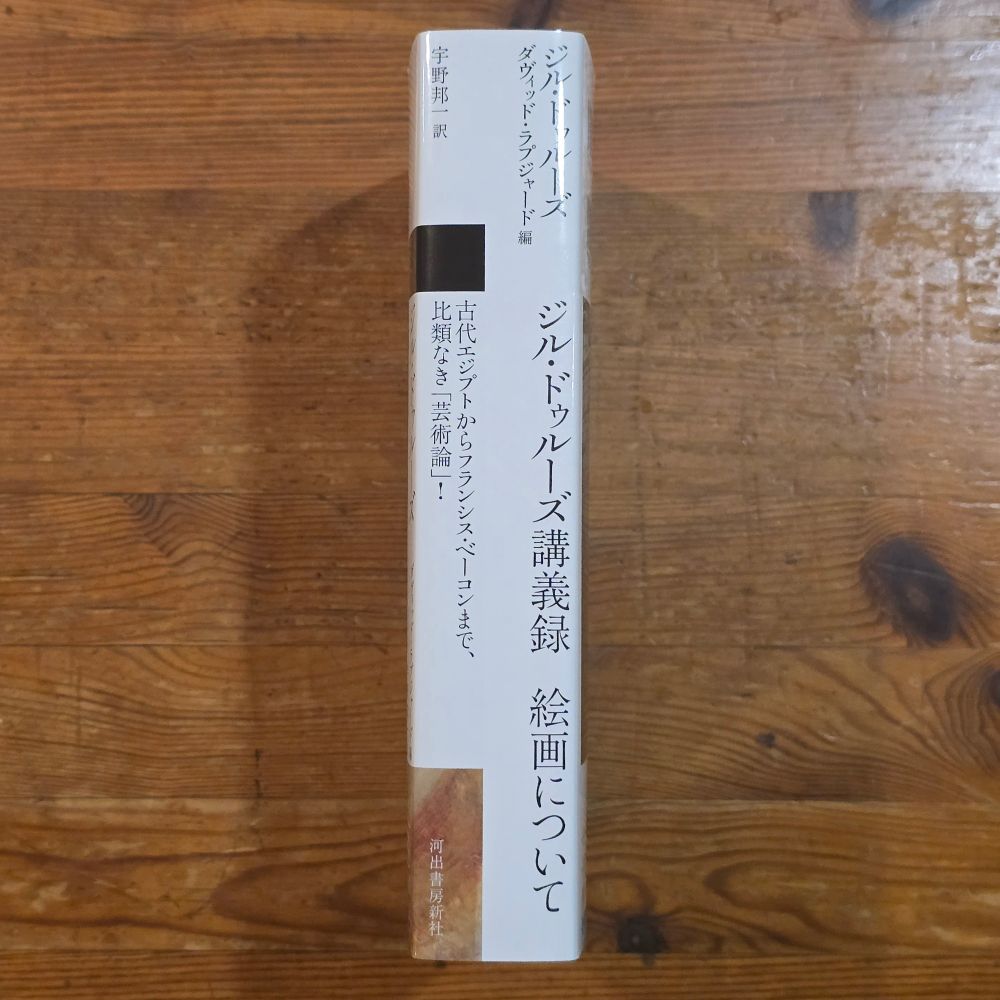 ジル・ドゥルーズ
ダヴィッド・ラプジャード 編
ジル・ドゥルーズ講義録　絵画について
宇野邦一 訳
古代エジプトからフランシス・ベーコンまで、
比類なき「芸術論」!
河出書房新社